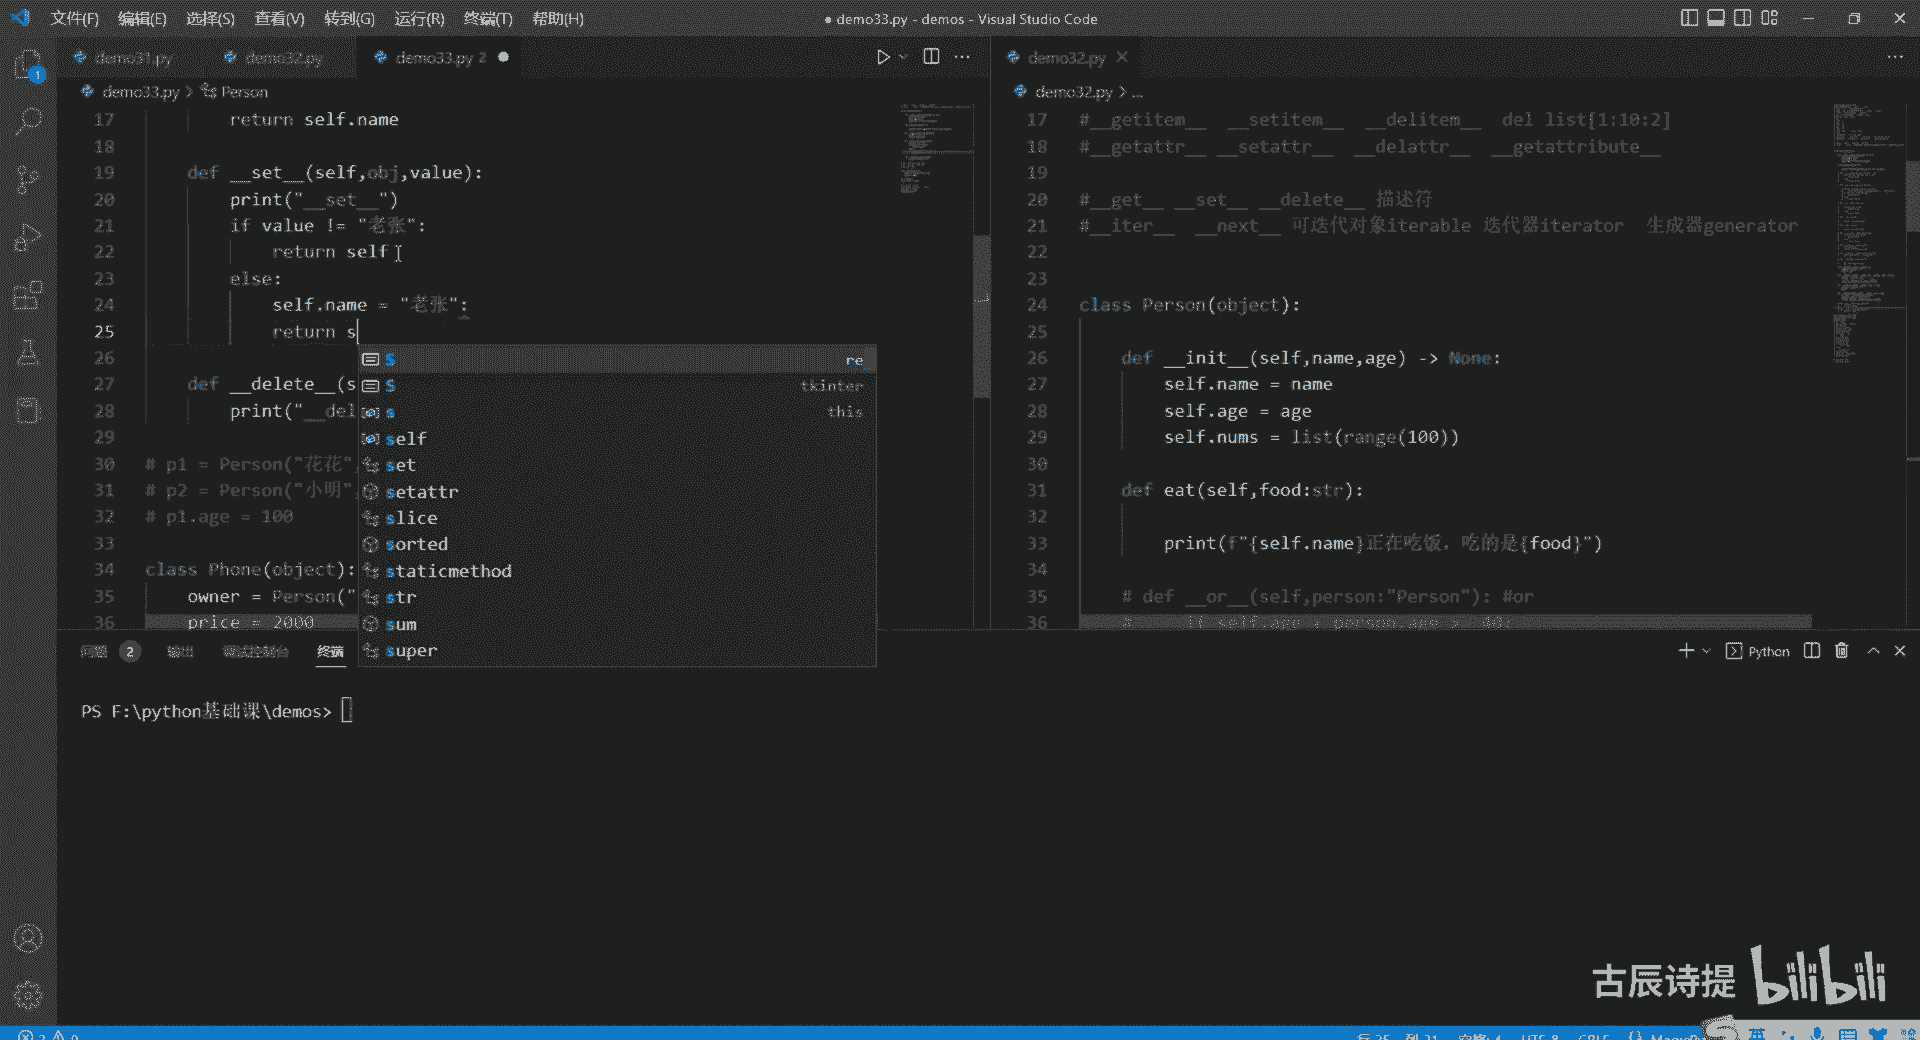 文件(F) 编辑(E) 选择(S) 查看(V) 转到(G) 运行(R) 终端(T) 帮助(H)
● demo33.py - demos - Visual Studio Code
demo31.py demo32.py demo33.py 2
demo33.py > Person
17 return self.name
18
19 def __set__(self,obj,value):
20 print("__set__")
21 if value != "老张":
22 return self
23 else:
24 self.name = "老张":
25 return s
26
27 def __delete__(s
28 print("__del
29
30 # p1 = Person("花花",
31 # p2 = Person("小明",
32 # p1.age = 100
33
34 class Phone(object):
35 owner = Person("
36 price = 2000
S re
S tkinter
s this
self
set
setattr
slice
sorted
staticmethod
str
sum
super
demo32.py
demo32.py > ...
17 #__getitem__ __setitem__ __delitem__ del list[1:10:2]
18 #__getattr__ __setattr__ __delattr__ __getattribute__
19
20 #__get__ __set__ __delete__ 描述符
21 #__iter__ __next__ 可迭代对象iterable 迭代器iterator 生成器generator
22
23
24 class Person(object):
25
26 def __init__(self,name,age) -> None:
27 self.name = name
28 self.age = age
29 self.nums = list(range(100))
30
31 def eat(self,food:str):
32
33 print(f"{self.name}正在吃饭，吃的是{food}")
34
35 # def __or__(self,person:"Person"): #or
36 # if self.age + person.age > 40:
问题 2 输出 调试控制台 终端
Python
PS F:\python基础课\demos>
古辰诗提 bilibili